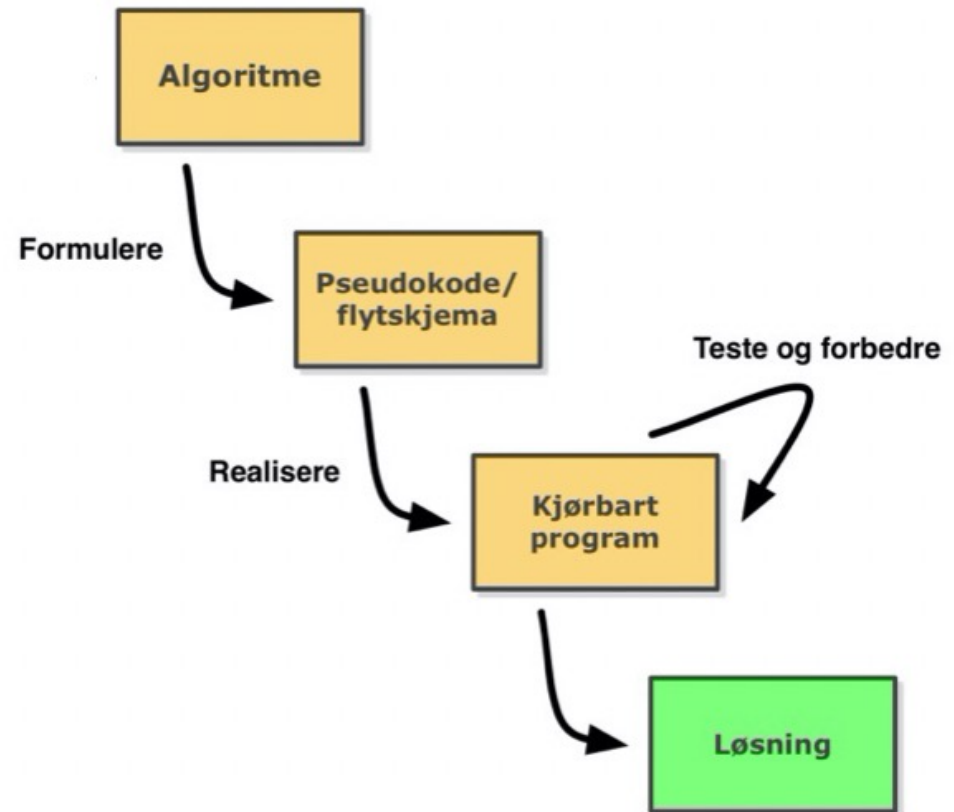 Algoritme
Formulere
Pseudokode/
flytskjema
Teste og forbedre
Realisere
Kjørbart
program
Løsning